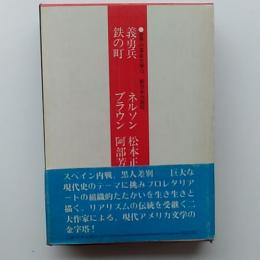 義勇兵 ネルソン 松本正
鉄の町 ブラウン 阿部芳
スペイン内戦、黒人差別 巨大な
現代史のテーマに挑みプロレタリア
ートの組織的たたかいを生き生きと
描く、リアリズムの伝統を受継ぐ二
大作家による、現代アメリカ文学の
金字塔!